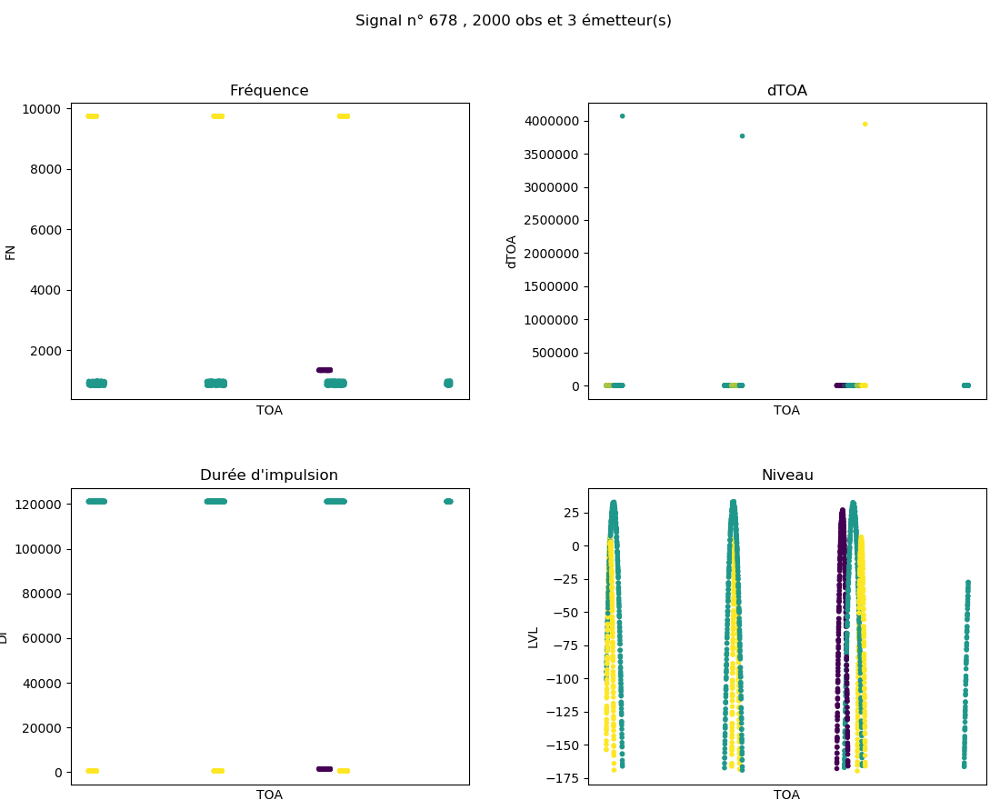 Signal n° 678 , 2000 obs et 3 émetteur(s)
Fréquence
10000
8000
6000
4000
2000
FN
TOA
dTOA
4000000
3500000
3000000
2500000
2000000
1500000
1000000
500000
0
dTOA
TOA
Durée d'impulsion
120000
100000
80000
60000
40000
20000
0
DI
TOA
Niveau
25
0
−25
−50
−75
−100
−125
−150
−175
LVL
TOA